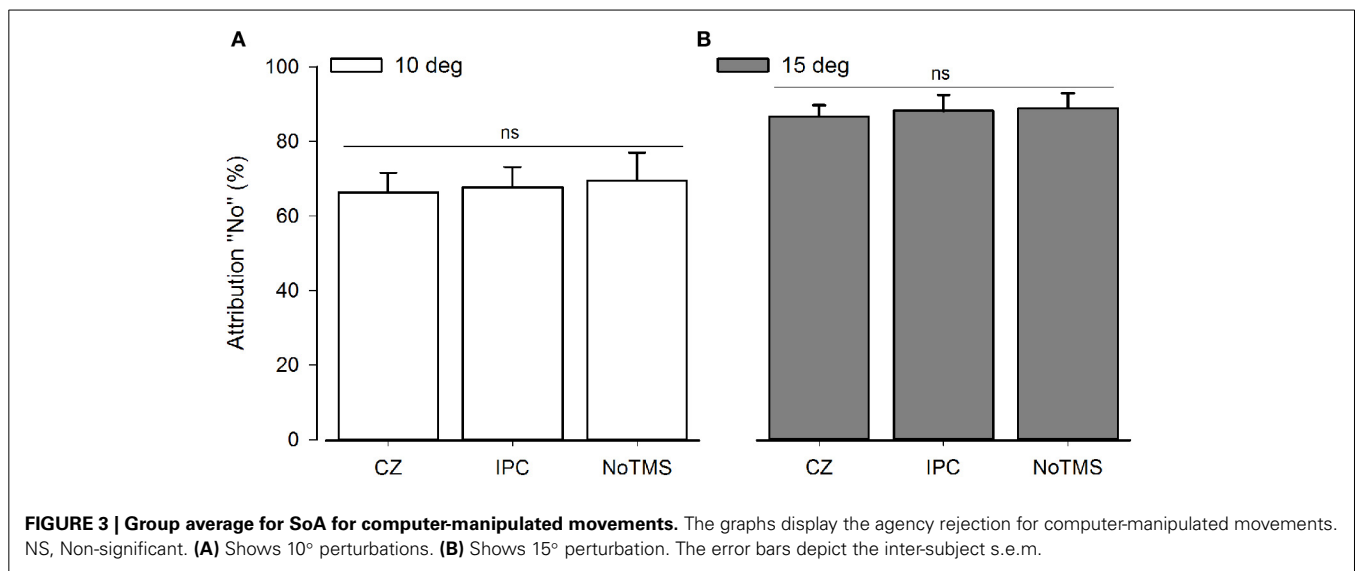 A
B
10 deg
15 deg
100
80
60
40
20
0
Attribution "No" (%)
ns
ns
CZ IPC NoTMS
CZ IPC NoTMS
FIGURE 3 | Group average for SoA for computer-manipulated movements. The graphs display the agency rejection for computer-manipulated movements.
NS, Non-significant. (A) Shows 10° perturbations. (B) Shows 15° perturbation. The error bars depict the inter-subject s.e.m.